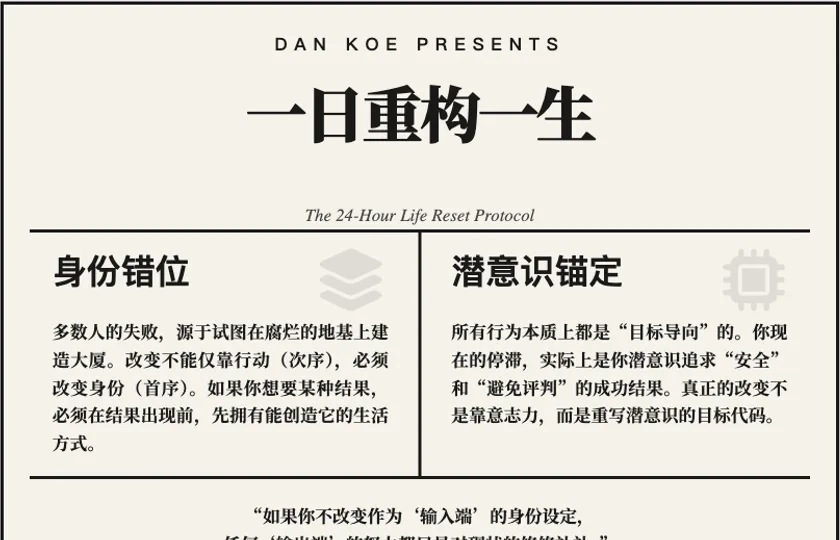 DAN KOE PRESENTS
一日重构一生
The 24-Hour Life Reset Protocol
身份错位
多数人的失败，源于试图在腐烂的地基上建
造大厦。改变不能仅靠行动（次序），必须
改变身份（首序）。如果你想要某种结果，
必须在结果出现前，先拥有能创造它的生活
方式。
潜意识锚定
所有行为本质上都是“目标导向”的。你现
在的停滞，实际上是你潜意识追求“安全”
和“避免评判”的成功结果。真正的改变不
是靠意志力，而是重写潜意识的目标代码。
“如果你不改变作为‘输入端’的身份设定，